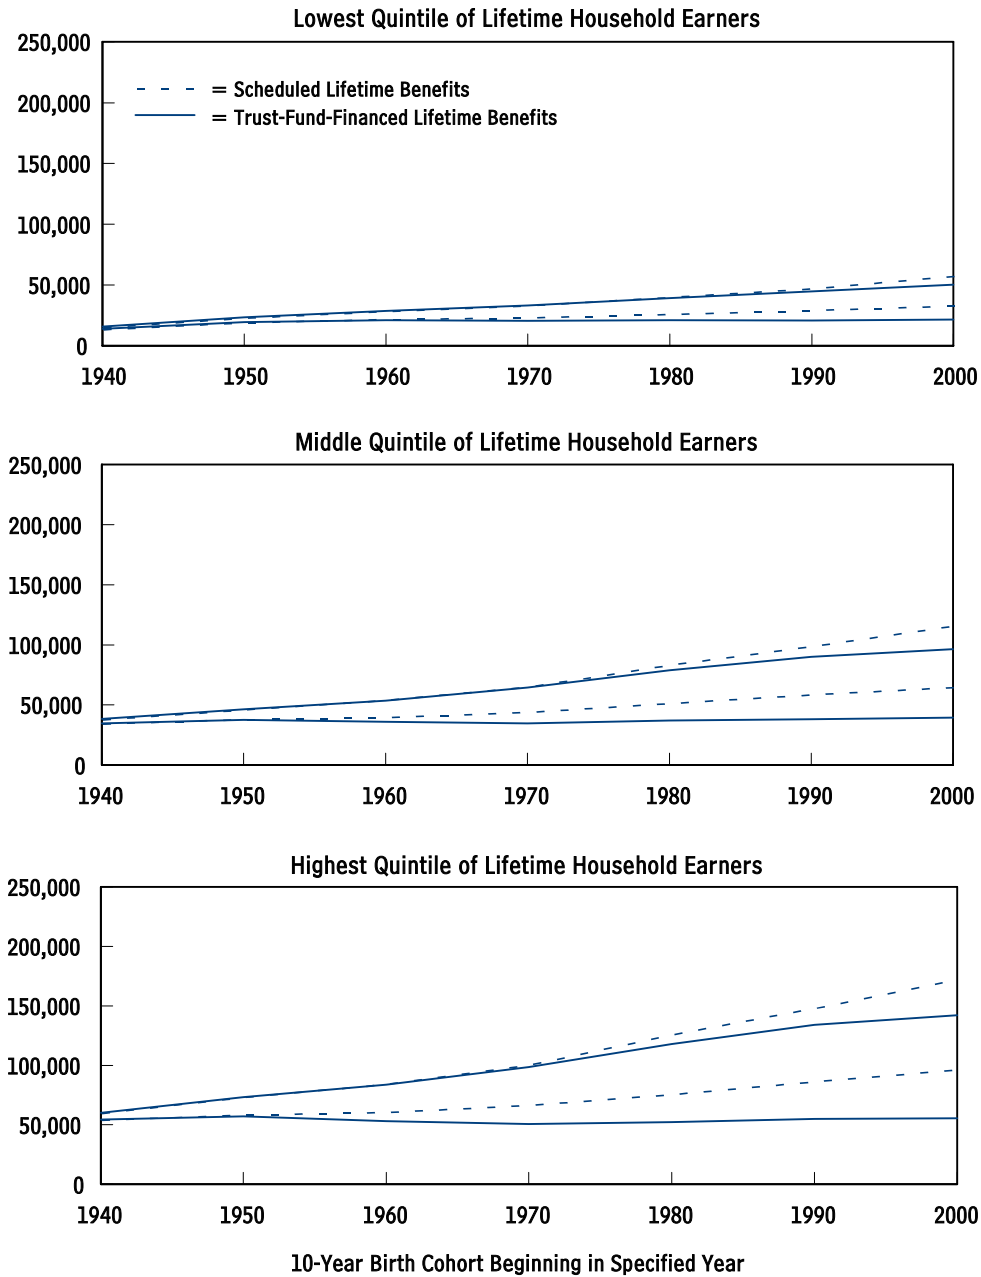 Lowest Quintile of Lifetime Household Earners
250,000
= Scheduled Lifetime Benefits
200,000
= Trust-Fund-Financed Lifetime Benefits
150,000
100,000
50,000
0
1940 1950 1960 1970 1980 1990 2000
Middle Quintile of Lifetime Household Earners
250,000
200,000
150,000
100,000
50,000
0
1940 1950 1960 1970 1980 1990 2000
Highest Quintile of Lifetime Household Earners
250,000
200,000
150,000
100,000
50,000
0
1940 1950 1960 1970 1980 1990 2000
10-Year Birth Cohort Beginning in Specified Year